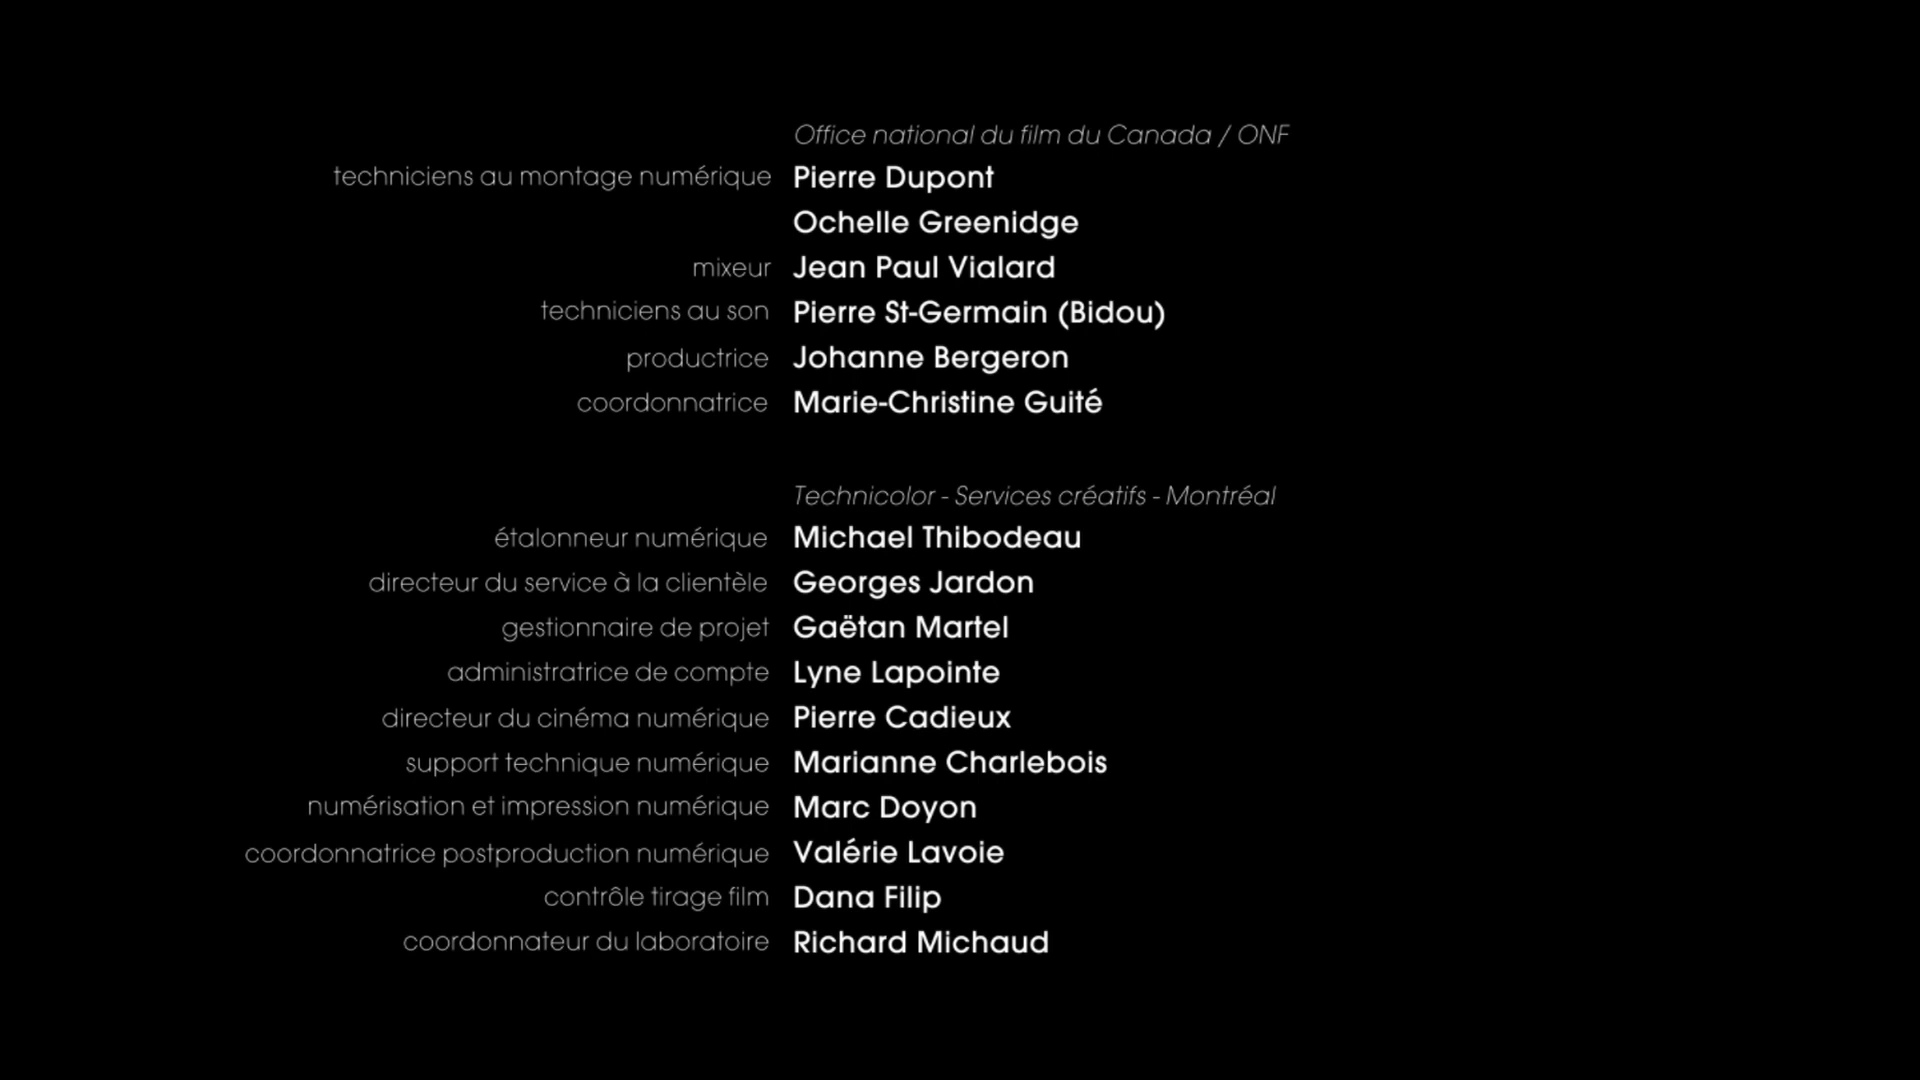 Office national du film du Canada / ONF
techniciens au montage numérique Pierre Dupont
Ochelle Greenidge
mixeur Jean Paul Vialard
techniciens au son Pierre St-Germain (Bidou)
productrice Johanne Bergeron
coordonnatrice Marie-Christine Guité
Technicolor - Services créatifs - Montréal
étalonneur numérique Michael Thibodeau
directeur du service à la clientèle Georges Jardon
gestionnaire de projet Gaëtan Martel
administratrice de compte Lyne Lapointe
directeur du cinéma numérique Pierre Cadieux
support technique numérique Marianne Charlebois
numérisation et impression numérique Marc Doyon
coordonnatrice postproduction numérique Valérie Lavoie
contrôle tirage film Dana Filip
coordonnateur du laboratoire Richard Michaud